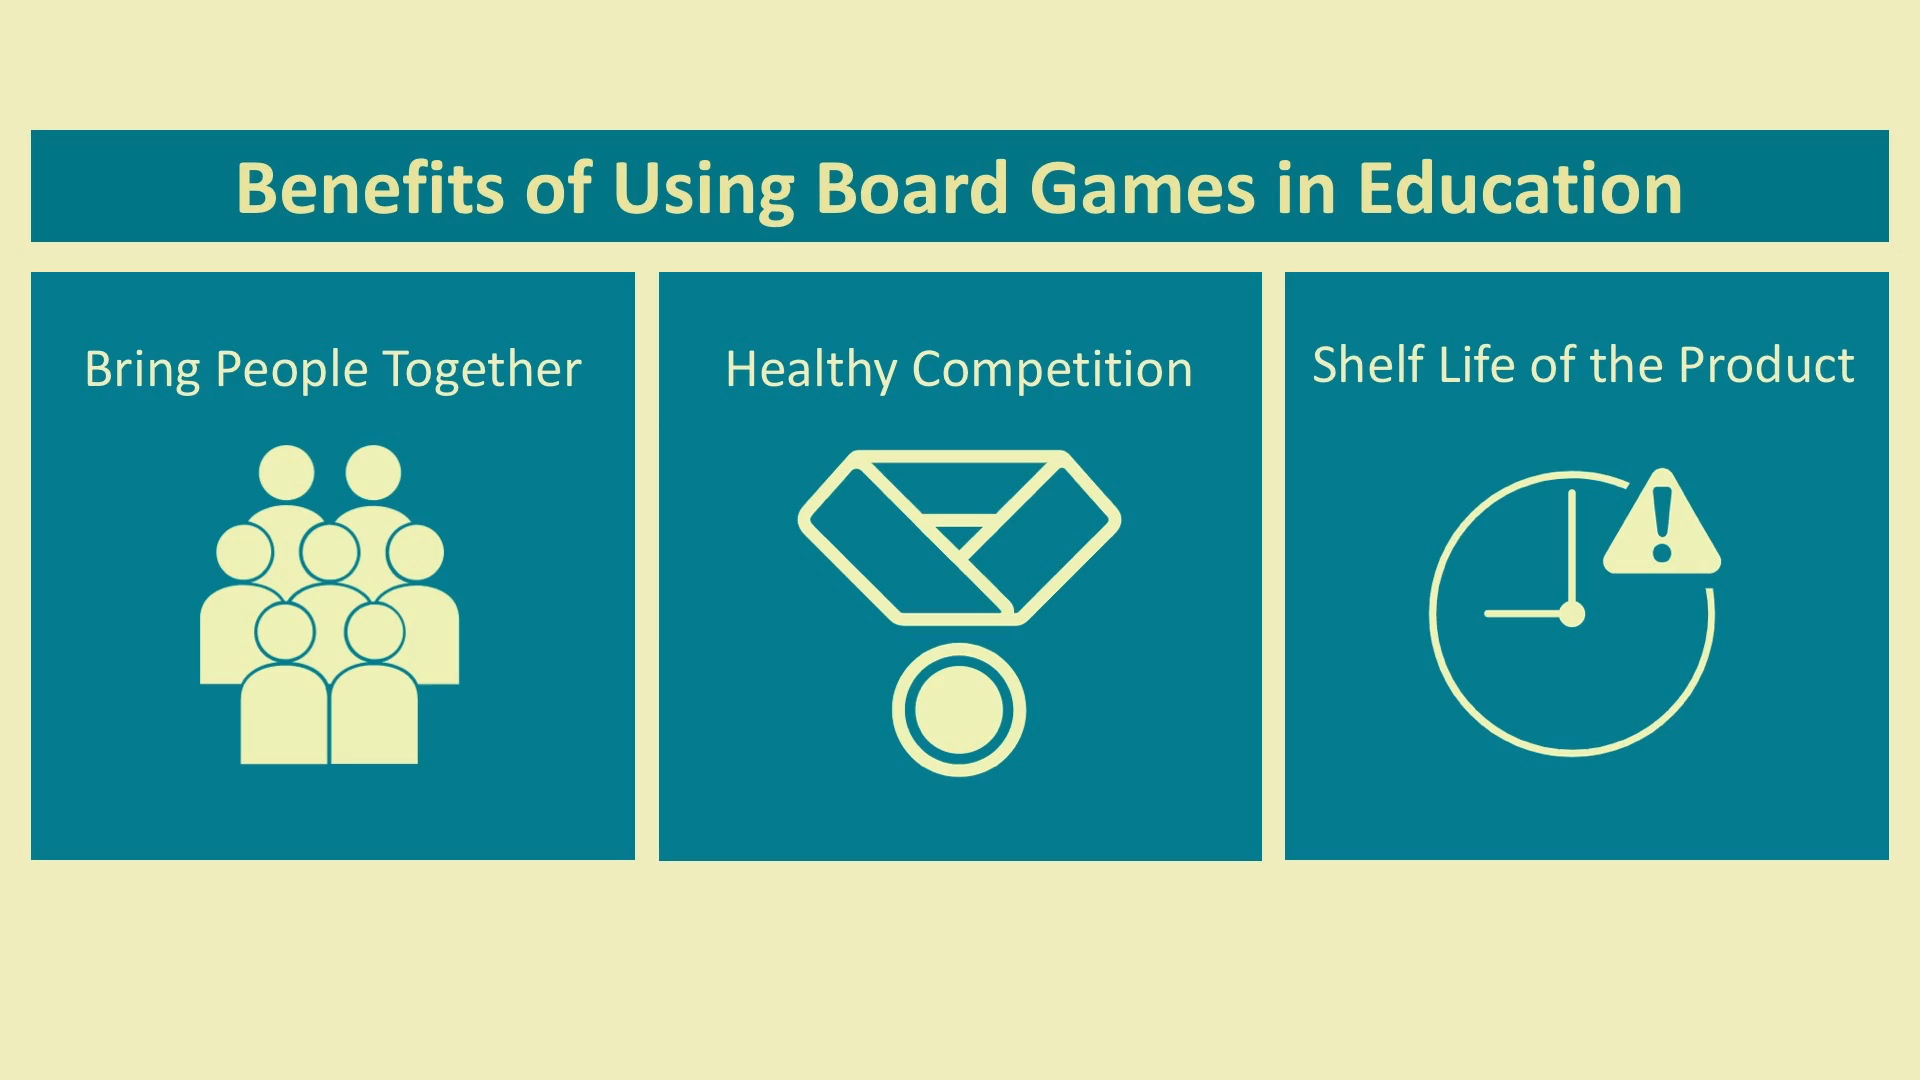 Benefits of Using Board Games in Education
Bring People Together
Healthy Competition
Shelf Life of the Product